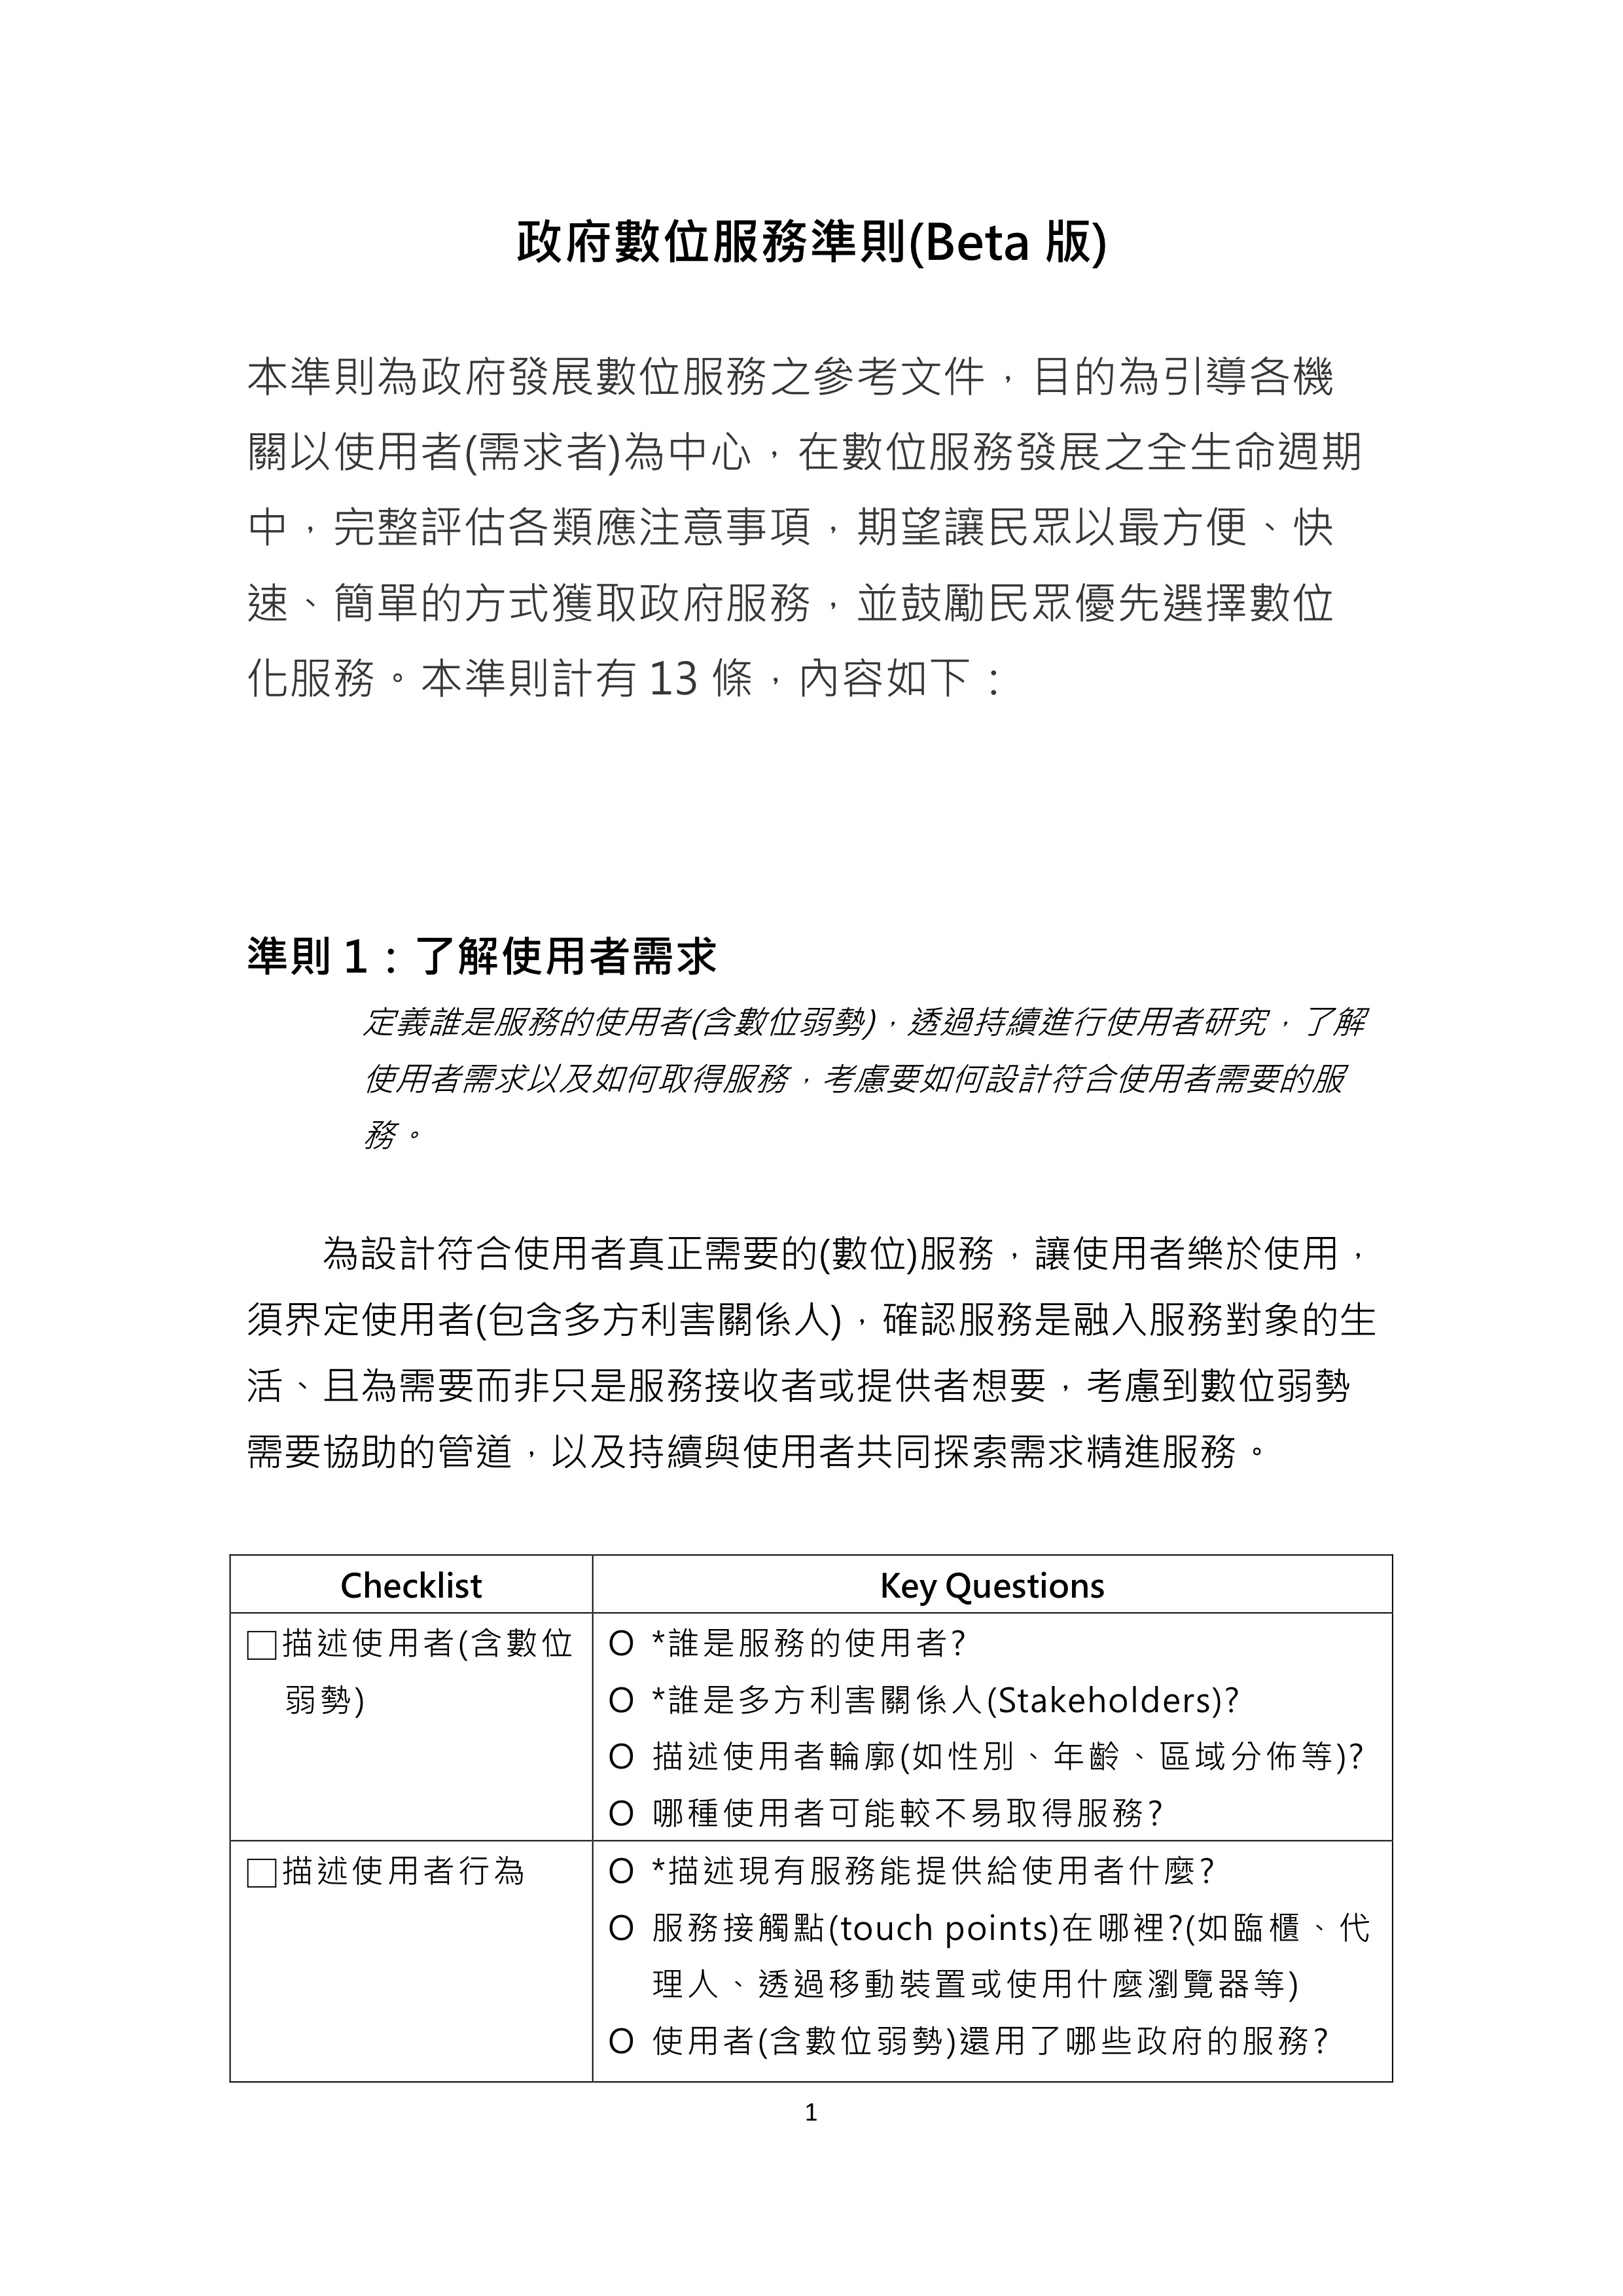 政府數位服務準則(Beta 版)
本準則為政府發展數位服務之參考文件，目的為引導各機
關以使用者(需求者)為中心，在數位服務發展之全生命週期
中，完整評估各類應注意事項，期望讓民眾以最方便、快
速、簡單的方式獲取政府服務，並鼓勵民眾優先選擇數位
化服務。本準則計有 13 條，內容如下：
準則 1：了解使用者需求
定義誰是服務的使用者(含數位弱勢)，透過持續進行使用者研究，了解
使用者需求以及如何取得服務，考慮要如何設計符合使用者需要的服
務。
為設計符合使用者真正需要的(數位)服務，讓使用者樂於使用，
須界定使用者(包含多方利害關係人)，確認服務是融入服務對象的生
活、且為需要而非只是服務接收者或提供者想要，考慮到數位弱勢
需要協助的管道，以及持續與使用者共同探索需求精進服務。
Checklist
Key Questions
□描述使用者(含數位
弱勢)
O *誰是服務的使用者?
O *誰是多方利害關係人(Stakeholders)?
O 描述使用者輪廓(如性別、年齡、區域分佈等)?
O 哪種使用者可能較不易取得服務?
□描述使用者行為
O *描述現有服務能提供給使用者什麼?
O 服務接觸點(touch points)在哪裡?(如臨櫃、代
理人、透過移動裝置或使用什麼瀏覽器等)
O 使用者(含數位弱勢)還用了哪些政府的服務?
1